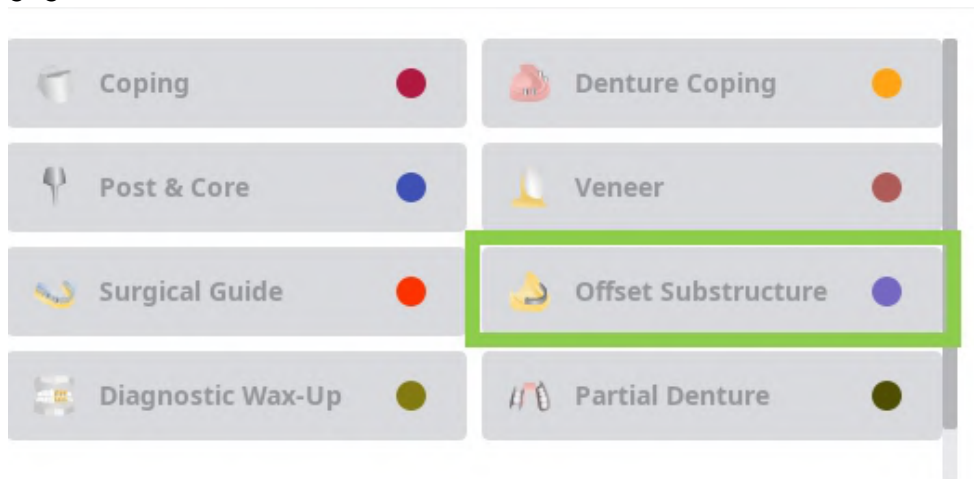 Coping
Denture Coping
Post & Core
Veneer
Surgical Guide
Offset Substructure
Diagnostic Wax-Up
Partial Denture